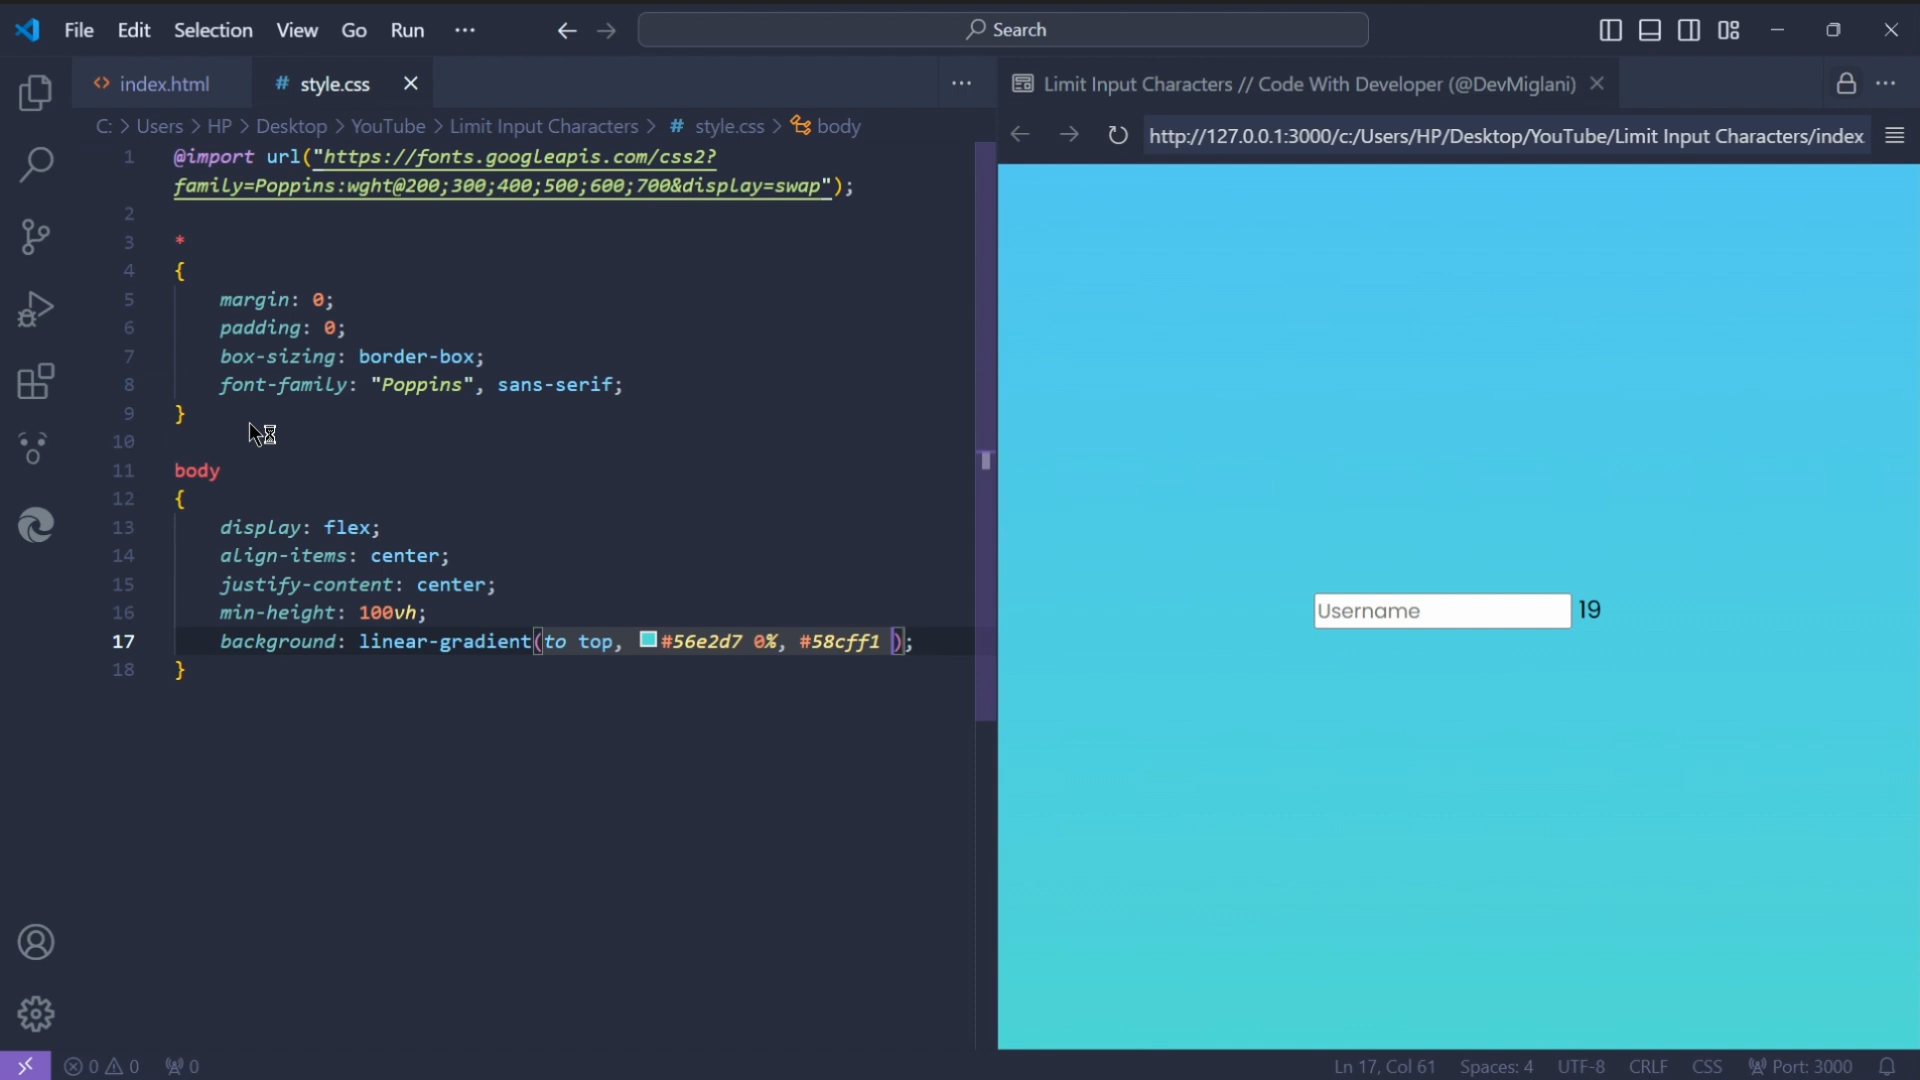 File Edit Selection View Go Run ··· Search
index.html style.css
C: > Users > HP > Desktop > YouTube > Limit Input Characters > # style.css > body
1 @import url("https://fonts.googleapis.com/css2?
family=Poppins:wght@200;300;400;500;600;700&display=swap");
2
3 *
4 {
5 margin: 0;
6 padding: 0;
7 box-sizing: border-box;
8 font-family: "Poppins", sans-serif;
9 }
10
11 body
12 {
13 display: flex;
14 align-items: center;
15 justify-content: center;
16 min-height: 100vh;
17 background: linear-gradient(to top, #56e2d7 0%, #58cff1 );
18 }
Limit Input Characters // Code With Developer (@DevMiglani)
http://127.0.0.1:3000/c:/Users/HP/Desktop/YouTube/Limit Input Characters/index
Username 19
0 0 0 Ln 17, Col 61 Spaces: 4 UTF-8 CRLF CSS Port: 3000